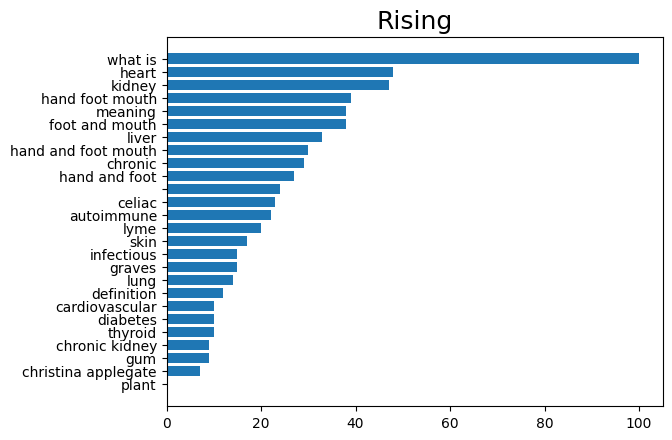 Rising
what is
heart
kidney
hand foot mouth
meaning
foot and mouth
liver
hand and foot mouth
chronic
hand and foot
celiac
autoimmune
lyme
skin
infectious
graves
lung
definition
cardiovascular
diabetes
thyroid
chronic kidney
gum
christina applegate
plant
0 20 40 60 80 100